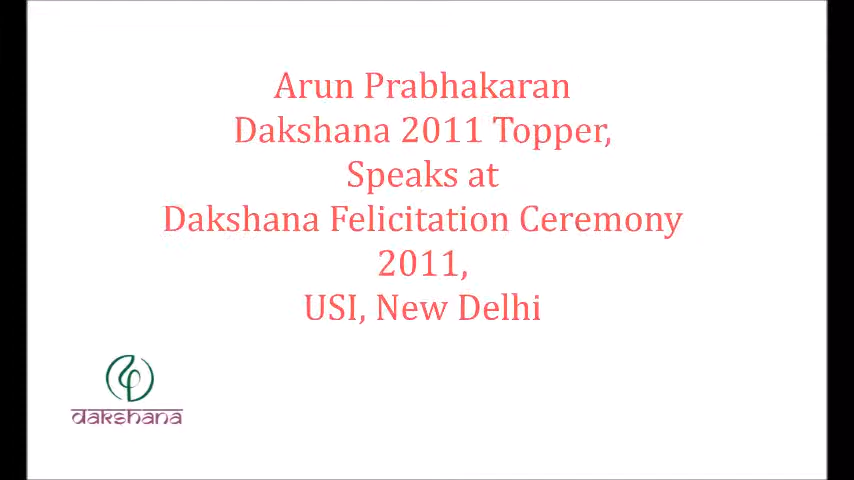 Arun Prabhakaran
Dakshana 2011 Topper,
Speaks at
Dakshana Felicitation Ceremony
2011,
USI, New Delhi
dakshana